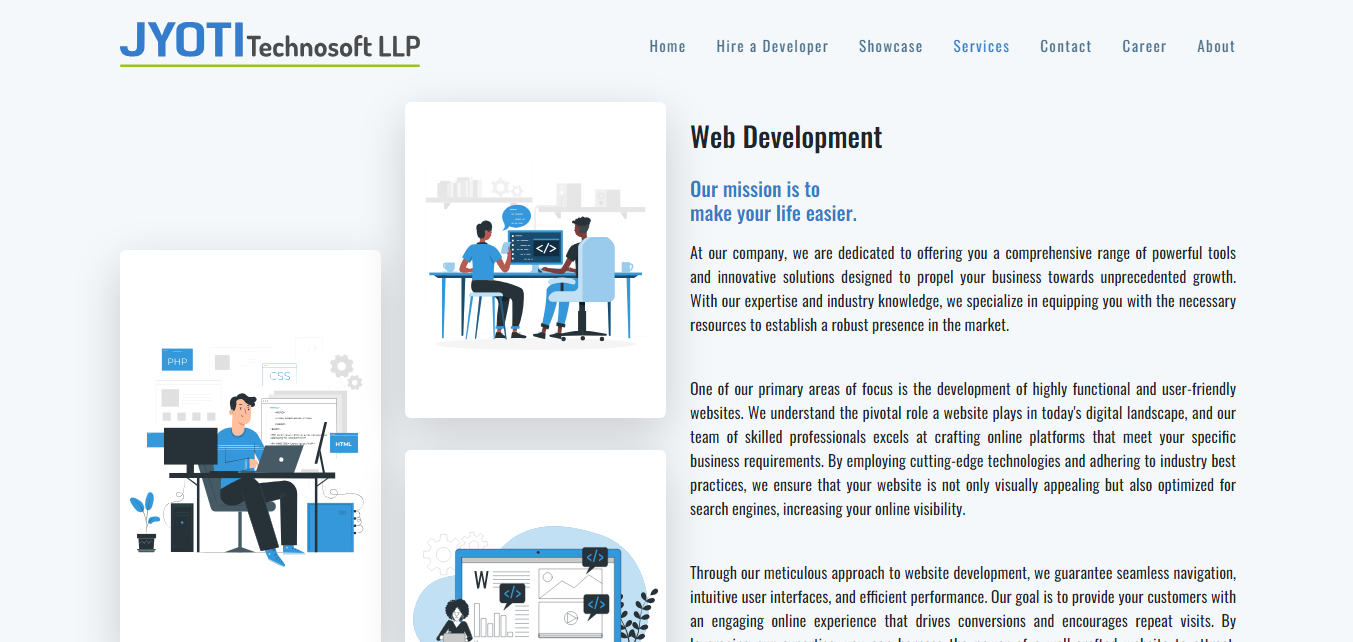 JYOTI Technosoft LLP
Home Hire a Developer Showcase Services Contact Career About
Web Development
Our mission is to
make your life easier.
At our company, we are dedicated to offering you a comprehensive range of powerful tools
and innovative solutions designed to propel your business towards unprecedented growth.
With our expertise and industry knowledge, we specialize in equipping you with the necessary
resources to establish a robust presence in the market.
One of our primary areas of focus is the development of highly functional and user-friendly
websites. We understand the pivotal role a website plays in today's digital landscape, and our
team of skilled professionals excels at crafting online platforms that meet your specific
business requirements. By employing cutting-edge technologies and adhering to industry best
practices, we ensure that your website is not only visually appealing but also optimized for
search engines, increasing your online visibility.
Through our meticulous approach to website development, we guarantee seamless navigation,
intuitive user interfaces, and efficient performance. Our goal is to provide your customers with
an engaging online experience that drives conversions and encourages repeat visits. By
</>
PHP
CSS
HTML
</>
W
</>
</>